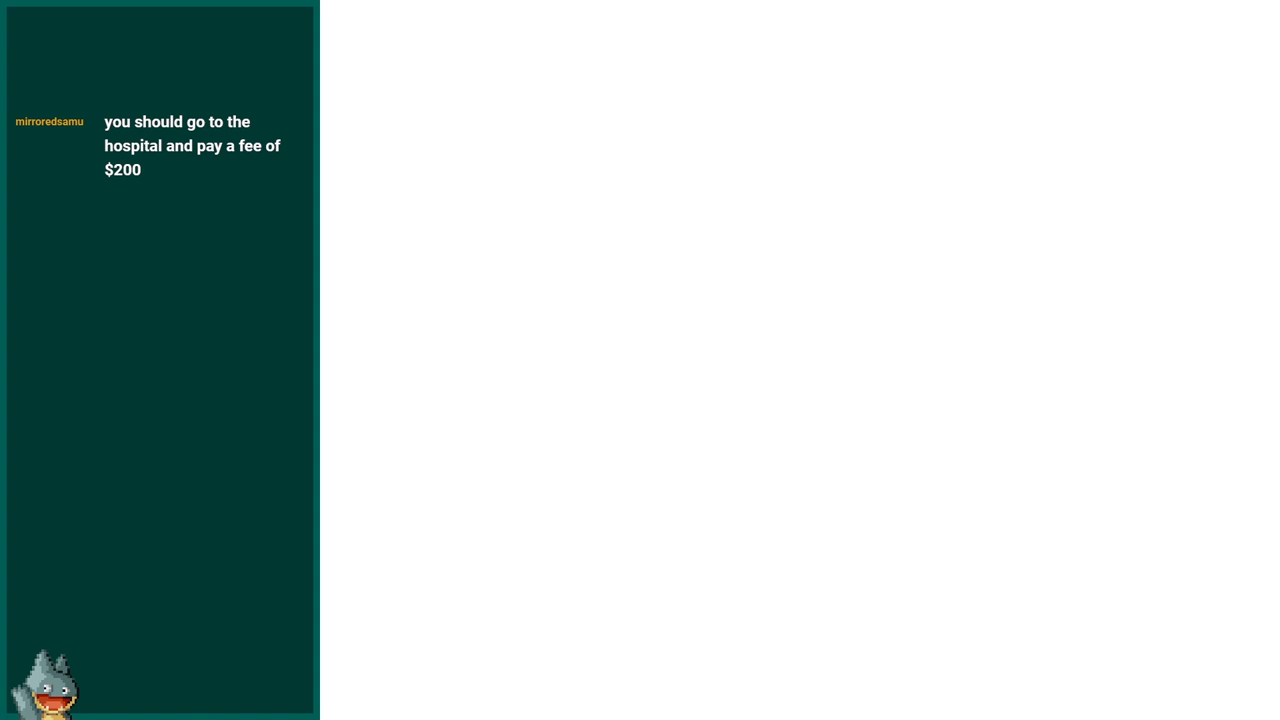 mirroredsamu you should go to the
hospital and pay a fee of
$200